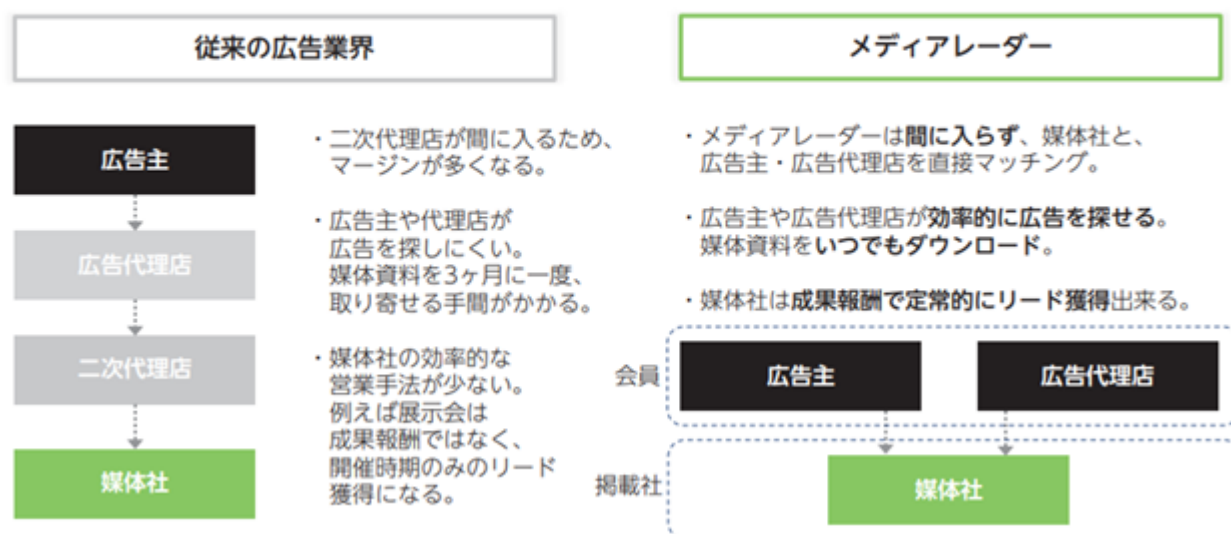 従来の広告業界
広告主
広告代理店
二次代理店
媒体社
・二次代理店が間に入るため、
マージンが多くなる。
・広告主や代理店が
広告を探しにくい。
媒体資料を3ヶ月に一度、
取り寄せる手間がかかる。
・媒体社の効率的な
営業手法が少ない。
例えば展示会は
成果報酬ではなく、
開催時期のみのリード
獲得になる。
メディアレーダー
・メディアレーダーは間に入らず、媒体社と、
広告主・広告代理店を直接マッチング。
・広告主や広告代理店が効率的に広告を探せる。
媒体資料をいつでもダウンロード。
・媒体社は成果報酬で定常的にリード獲得出来る。
会員
広告主
広告代理店
掲載社
媒体社